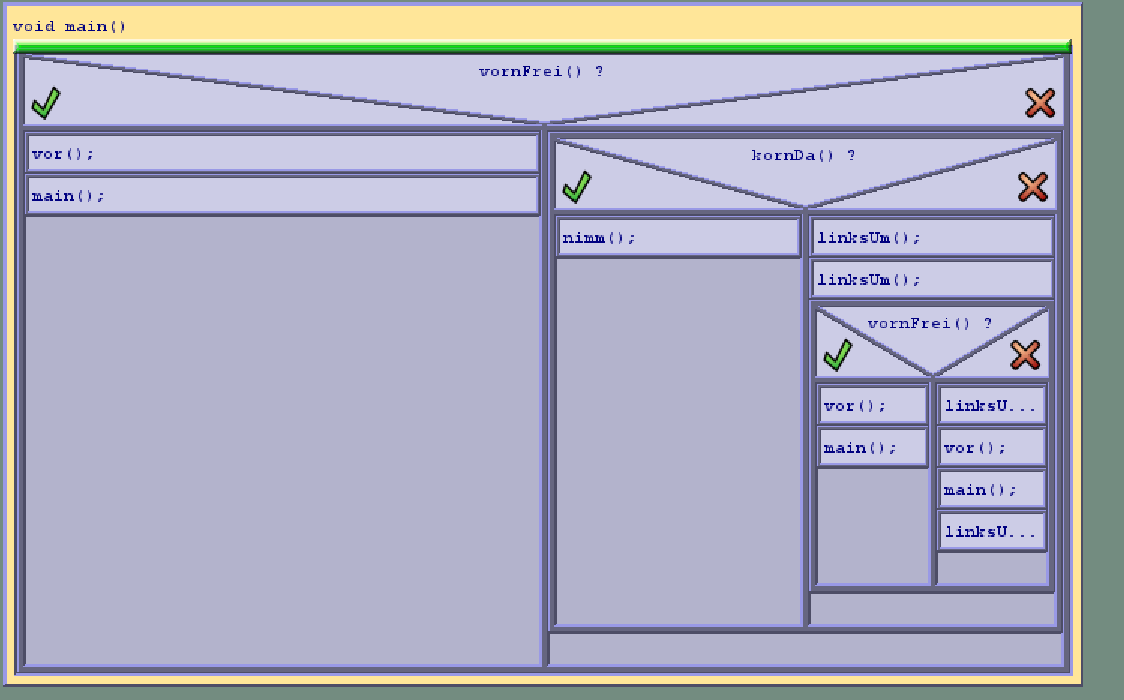 void main()
vornFrei() ?
vor();
main();
kornDa() ?
nimm();
linksUm();
linksUm();
vornFrei() ?
vor();
main();
linksU...
vor();
main();
linksU...